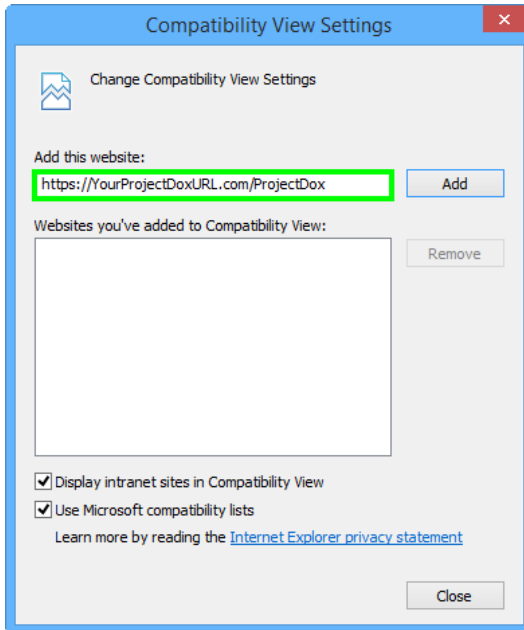 Compatibility View Settings
Change Compatibility View Settings
Add this website:
https://YourProjectDoxURL.com/ProjectDox
Add
Websites you've added to Compatibility View:
Remove
Display intranet sites in Compatibility View
Use Microsoft compatibility lists
Learn more by reading the Internet Explorer privacy statement
Close